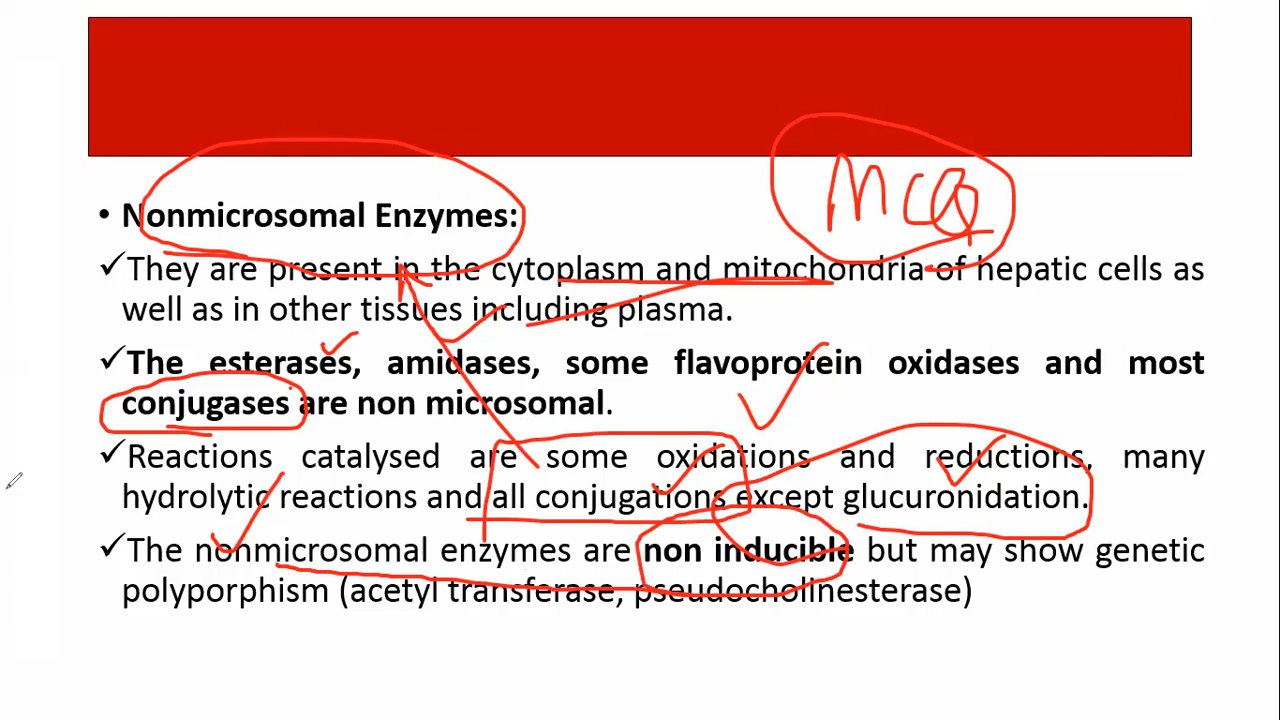 MCQ
• Nonmicrosomal Enzymes:
✓They are present in the cytoplasm and mitochondria of hepatic cells as
well as in other tissues including plasma.
✓The esterases, amidases, some flavoprotein oxidases and most
conjugases are non microsomal.
✓Reactions catalysed are some oxidations and reductions, many
hydrolytic reactions and all conjugations except glucuronidation.
✓The nonmicrosomal enzymes are non inducible but may show genetic
polyporphism (acetyl transferase, pseudocholinesterase)